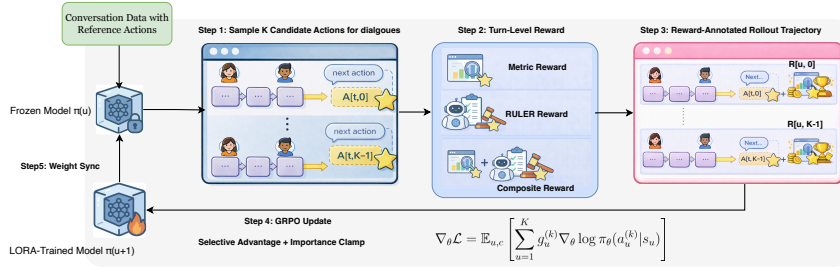 Conversation Data with
Reference Actions
Step 1: Sample K Candidate Actions for dialgoues
Step 2: Turn-Level Reward
Step 3: Reward-Annotated Rollout Trajectory
next action
A[t,0]
next action
A[t,K-1]
Metric Reward
RULER Reward
Composite Reward
R[u, 0]
Next...
A[t,0]
R[u, K-1]
Next...
A[t,K-1]
Frozen Model π(u)
Step5: Weight Sync
LORA-Trained Model π(u+1)
Step 4: GRPO Update
Selective Advantage + Importance Clamp
∇θL = 𝔼u,c [ ∑_{u=1}^{K} g_u^{(k)} ∇θ log πθ(a_u^{(k)}|s_u) ]